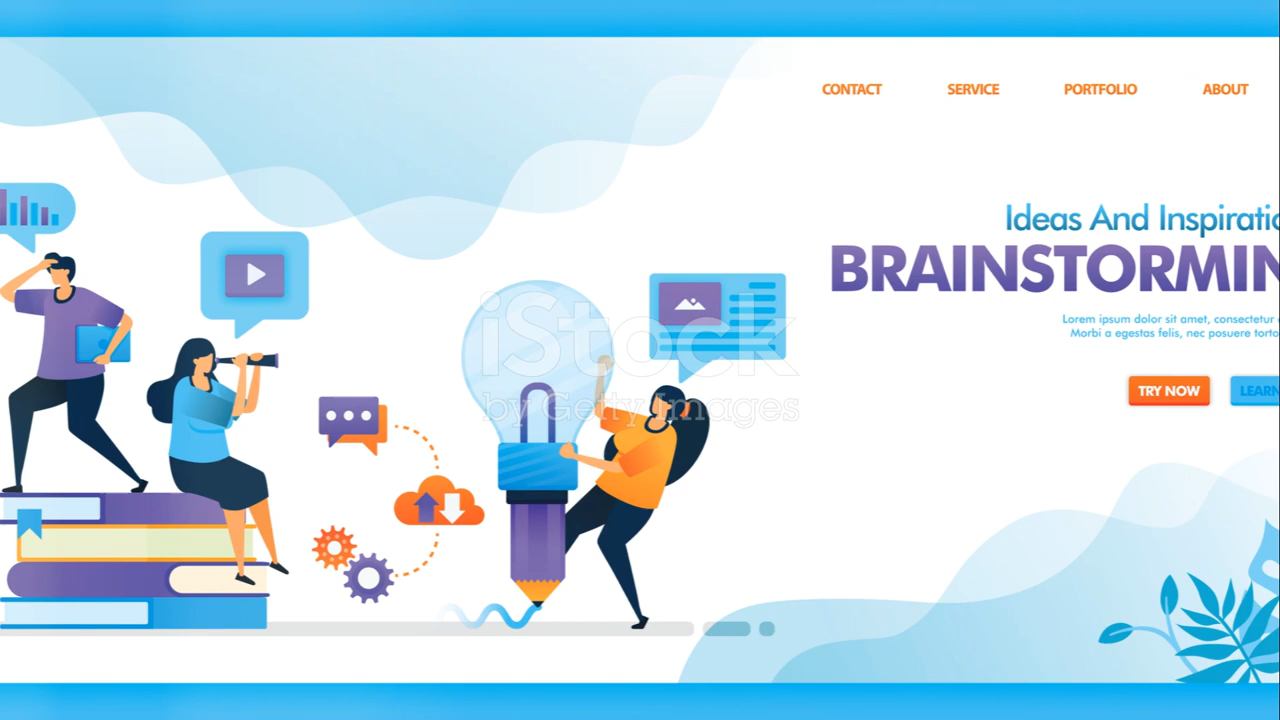 CONTACT SERVICE PORTFOLIO ABOUT
Ideas And Inspiratio
BRAINSTORMIN
Lorem ipsum dolor sit amet, consectetur
Morbi a egestas felis, nec posuere torto
TRY NOW LEARN
iStock
by Getty Images